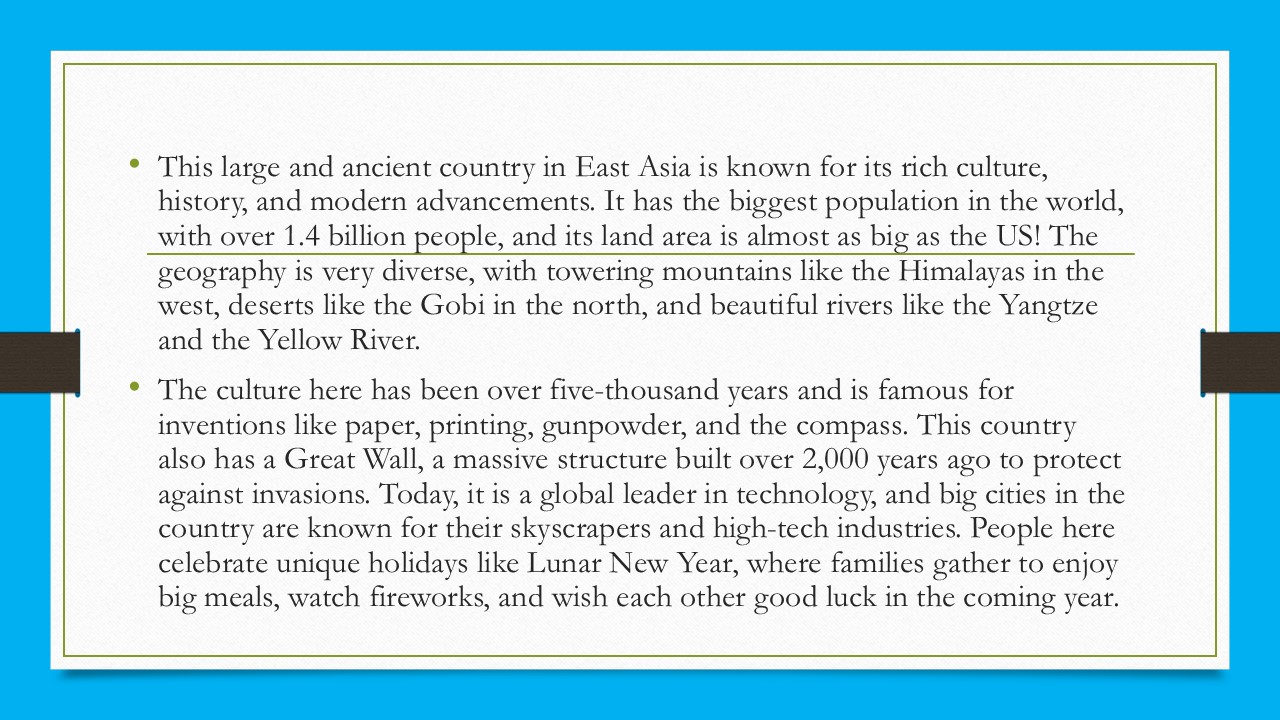 • This large and ancient country in East Asia is known for its rich culture,
history, and modern advancements. It has the biggest population in the world,
with over 1.4 billion people, and its land area is almost as big as the US! The
geography is very diverse, with towering mountains like the Himalayas in the
west, deserts like the Gobi in the north, and beautiful rivers like the Yangtze
and the Yellow River.
• The culture here has been over five-thousand years and is famous for
inventions like paper, printing, gunpowder, and the compass. This country
also has a Great Wall, a massive structure built over 2,000 years ago to protect
against invasions. Today, it is a global leader in technology, and big cities in the
country are known for their skyscrapers and high-tech industries. People here
celebrate unique holidays like Lunar New Year, where families gather to enjoy
big meals, watch fireworks, and wish each other good luck in the coming year.